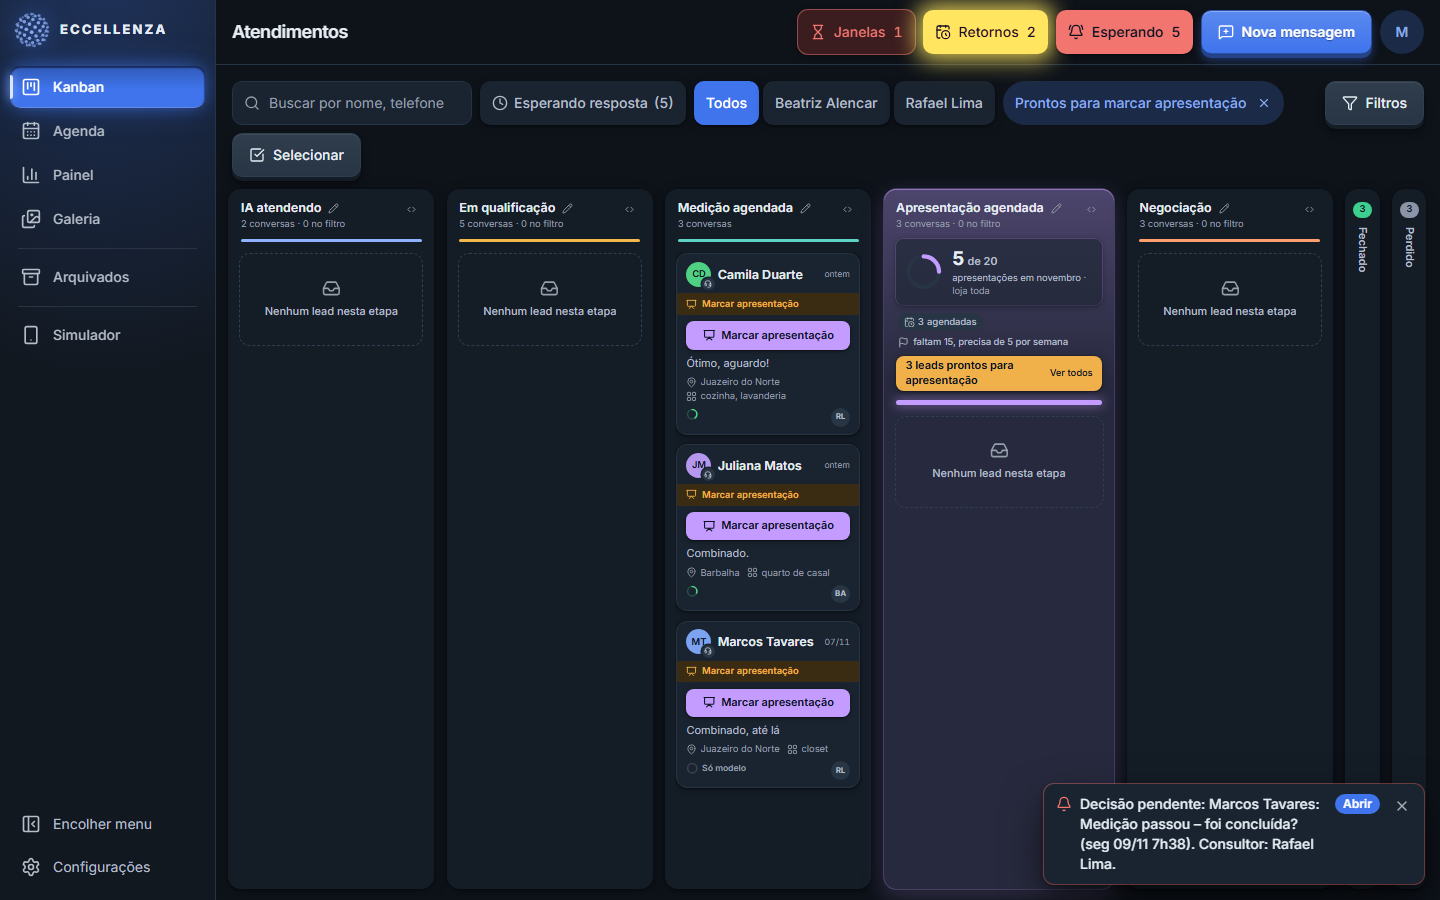 ECCELLENZA
Kanban
Agenda
Painel
Galeria
Arquivados
Simulador
Encolher menu
Configurações
Atendimentos
Janelas 1
Retornos 2
Esperando 5
Nova mensagem
M
Buscar por nome, telefone
Esperando resposta (5)
Todos
Beatriz Alencar
Rafael Lima
Prontos para marcar apresentação
Filtros
Selecionar
IA atendendo
2 conversas · 0 no filtro
Nenhum lead nesta etapa
Em qualificação
5 conversas · 0 no filtro
Nenhum lead nesta etapa
Medição agendada
3 conversas
CD
Camila Duarte
ontem
Marcar apresentação
Marcar apresentação
Ótimo, aguardo!
Juazeiro do Norte
cozinha, lavanderia
RL
JM
Juliana Matos
ontem
Marcar apresentação
Marcar apresentação
Combinado.
Barbalha
quarto de casal
BA
MT
Marcos Tavares
07/11
Marcar apresentação
Marcar apresentação
Combinado, até lá
Juazeiro do Norte
closet
Só modelo
RL
Apresentação agendada
3 conversas · 0 no filtro
5 de 20
apresentações em novembro ·
loja toda
3 agendadas
faltam 15, precisa de 5 por semana
3 leads prontos para
apresentação
Ver todos
Nenhum lead nesta etapa
Negociação
3 conversas · 0 no filtro
Nenhum lead nesta etapa
3
Fechado
3
Perdido
Decisão pendente: Marcos Tavares:
Medição passou – foi concluída?
(seg 09/11 7h38). Consultor: Rafael
Lima.
Abrir